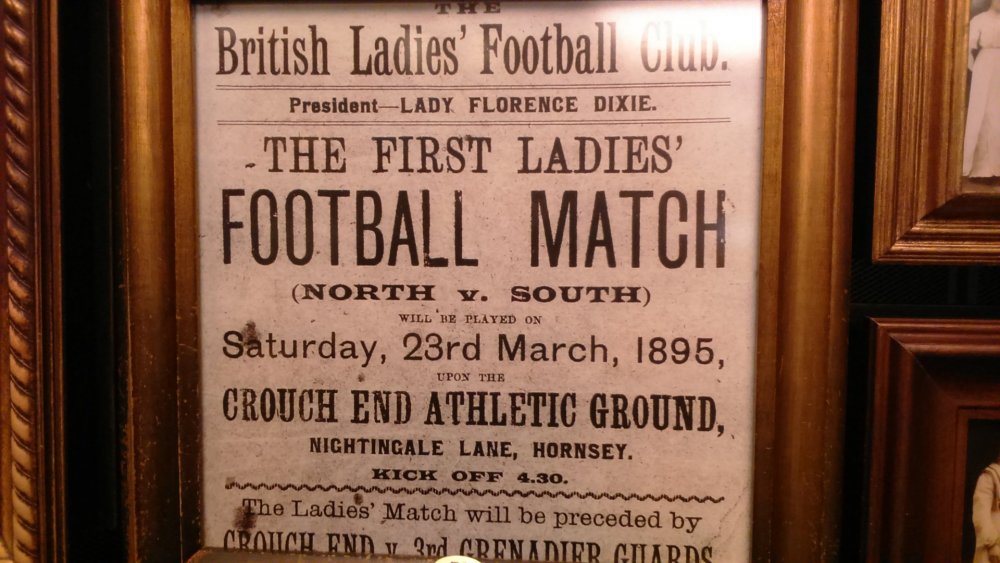 THE
British Ladies' Football Club.
President—LADY FLORENCE DIXIE.
THE FIRST LADIES'
FOOTBALL MATCH
(NORTH v. SOUTH)
WILL BE PLAYED ON
Saturday, 23rd March, 1895,
UPON THE
CROUCH END ATHLETIC GROUND,
NIGHTINGALE LANE, HORNSEY.
KICK OFF 4.30.
The Ladies' Match will be preceded by
CROUCH END v. 3rd GRENADIER GUARDS